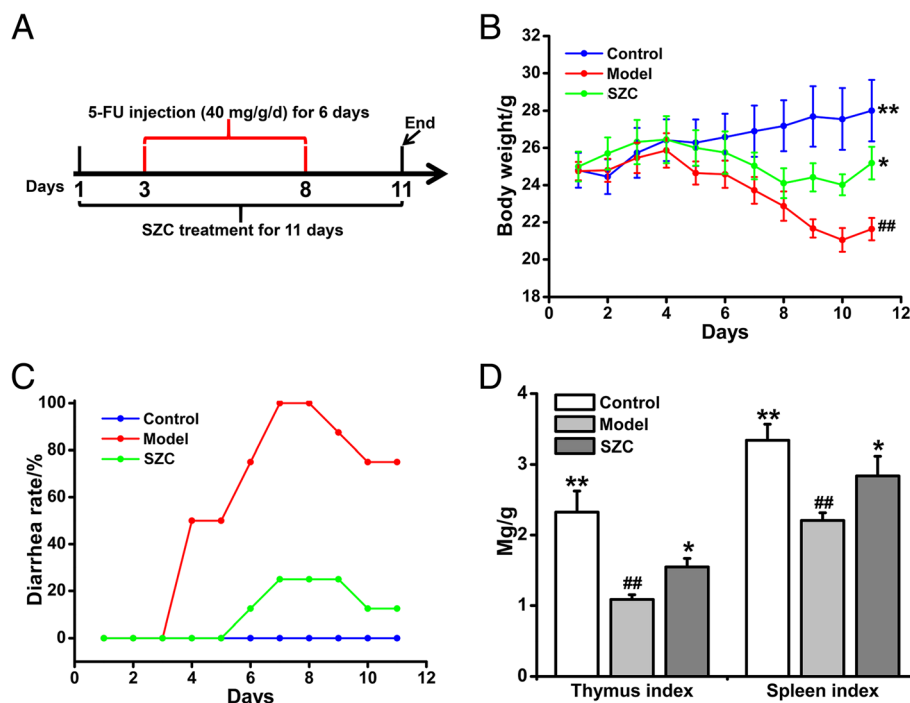 A
5-FU injection (40 mg/g/d) for 6 days
End
Days
1
3
8
11
SZC treatment for 11 days
B
Body weight/g
32
30
28
26
24
22
20
18
Control
Model
SZC
**
*
##
0 2 4 6 8 10 12
Days
C
Diarrhea rate/%
100
80
60
40
20
0
Control
Model
SZC
0 2 4 6 8 10 12
Days
D
Mg/g
4
3
2
1
0
Control
Model
SZC
**
##
*
**
##
*
Thymus index
Spleen index